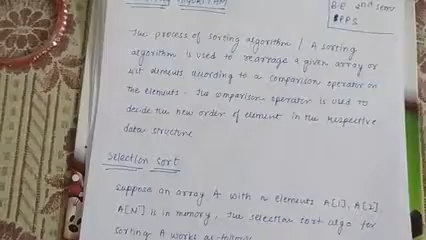 B.E 2nd sem
PPS
The process of sorting algorithm / A sorting
algorithm is used to rearrange a given array or
list elements according to a comparison operator on
the elements. The comparison operator is used to
decide the new order of element in the respective
data structure
Selection Sort
Suppose an array A with n elements A[1], A[2]
A[N] is in memory, The selection sort algo for
sorting A works as follows